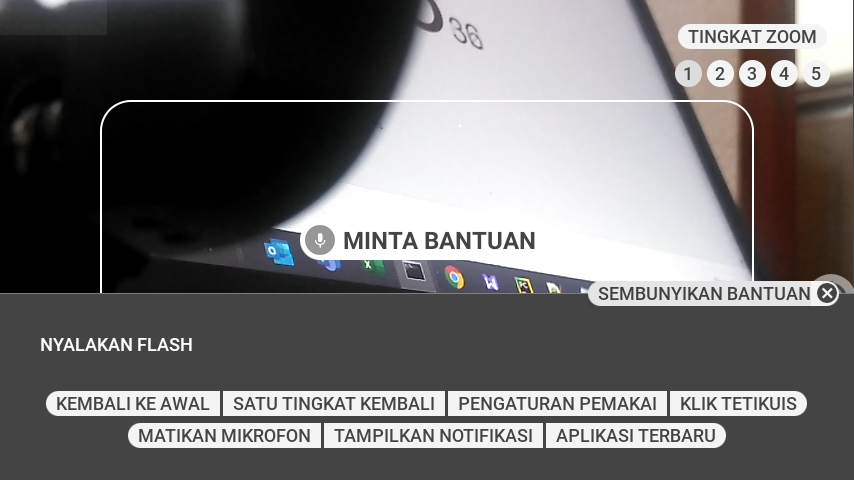 36
TINGKAT ZOOM
1 2 3 4 5
MINTA BANTUAN
SEMBUNYIKAN BANTUAN
NYALAKAN FLASH
KEMBALI KE AWAL SATU TINGKAT KEMBALI PENGATURAN PEMAKAI KLIK TETIKUIS
MATIKAN MIKROFON TAMPILKAN NOTIFIKASI APLIKASI TERBARU